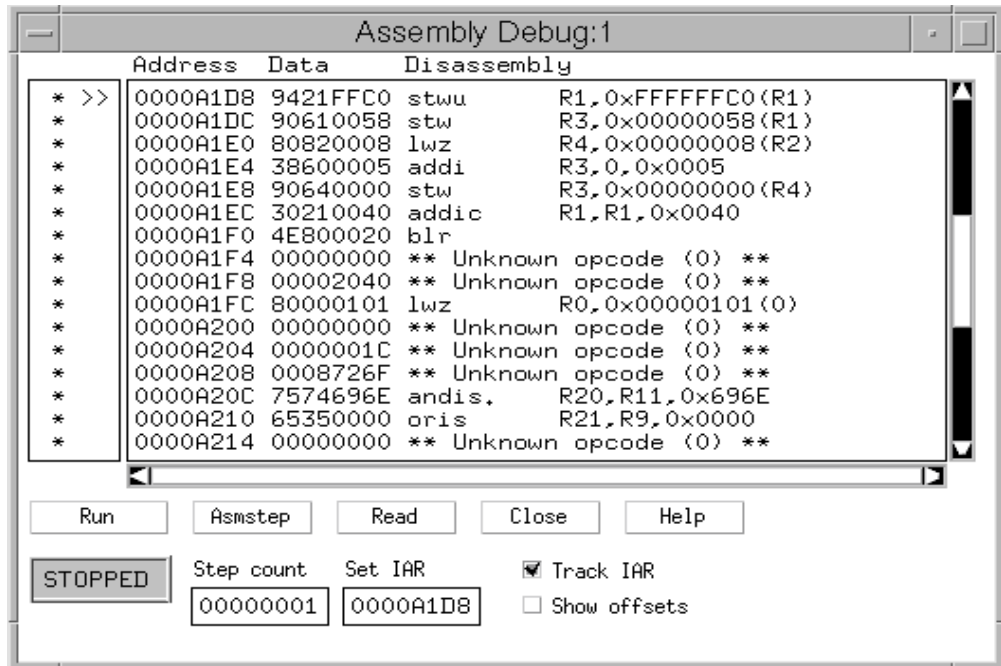 Assembly Debug:1
Address Data Disassembly
* >> 0000A1D8 9421FFC0 stwu R1,0xFFFFFFC0(R1)
* 0000A1DC 90610058 stw R3,0x00000058(R1)
* 0000A1E0 80820008 lwz R4,0x00000008(R2)
* 0000A1E4 38600005 addi R3,0,0x0005
* 0000A1E8 90640000 stw R3,0x00000000(R4)
* 0000A1EC 30210040 addic R1,R1,0x0040
* 0000A1F0 4E800020 blr
* 0000A1F4 00000000 ** Unknown opcode (0) **
* 0000A1F8 00002040 ** Unknown opcode (0) **
* 0000A1FC 80000101 lwz R0,0x00000101(0)
* 0000A200 00000000 ** Unknown opcode (0) **
* 0000A204 0000001C ** Unknown opcode (0) **
* 0000A208 0008726F ** Unknown opcode (0) **
* 0000A20C 7574696E andis. R20,R11,0x696E
* 0000A210 65350000 oris R21,R9,0x0000
* 0000A214 00000000 ** Unknown opcode (0) **
Run Asmstep Read Close Help
STOPPED Step count Set IAR Track IAR
00000001 0000A1D8 Show offsets